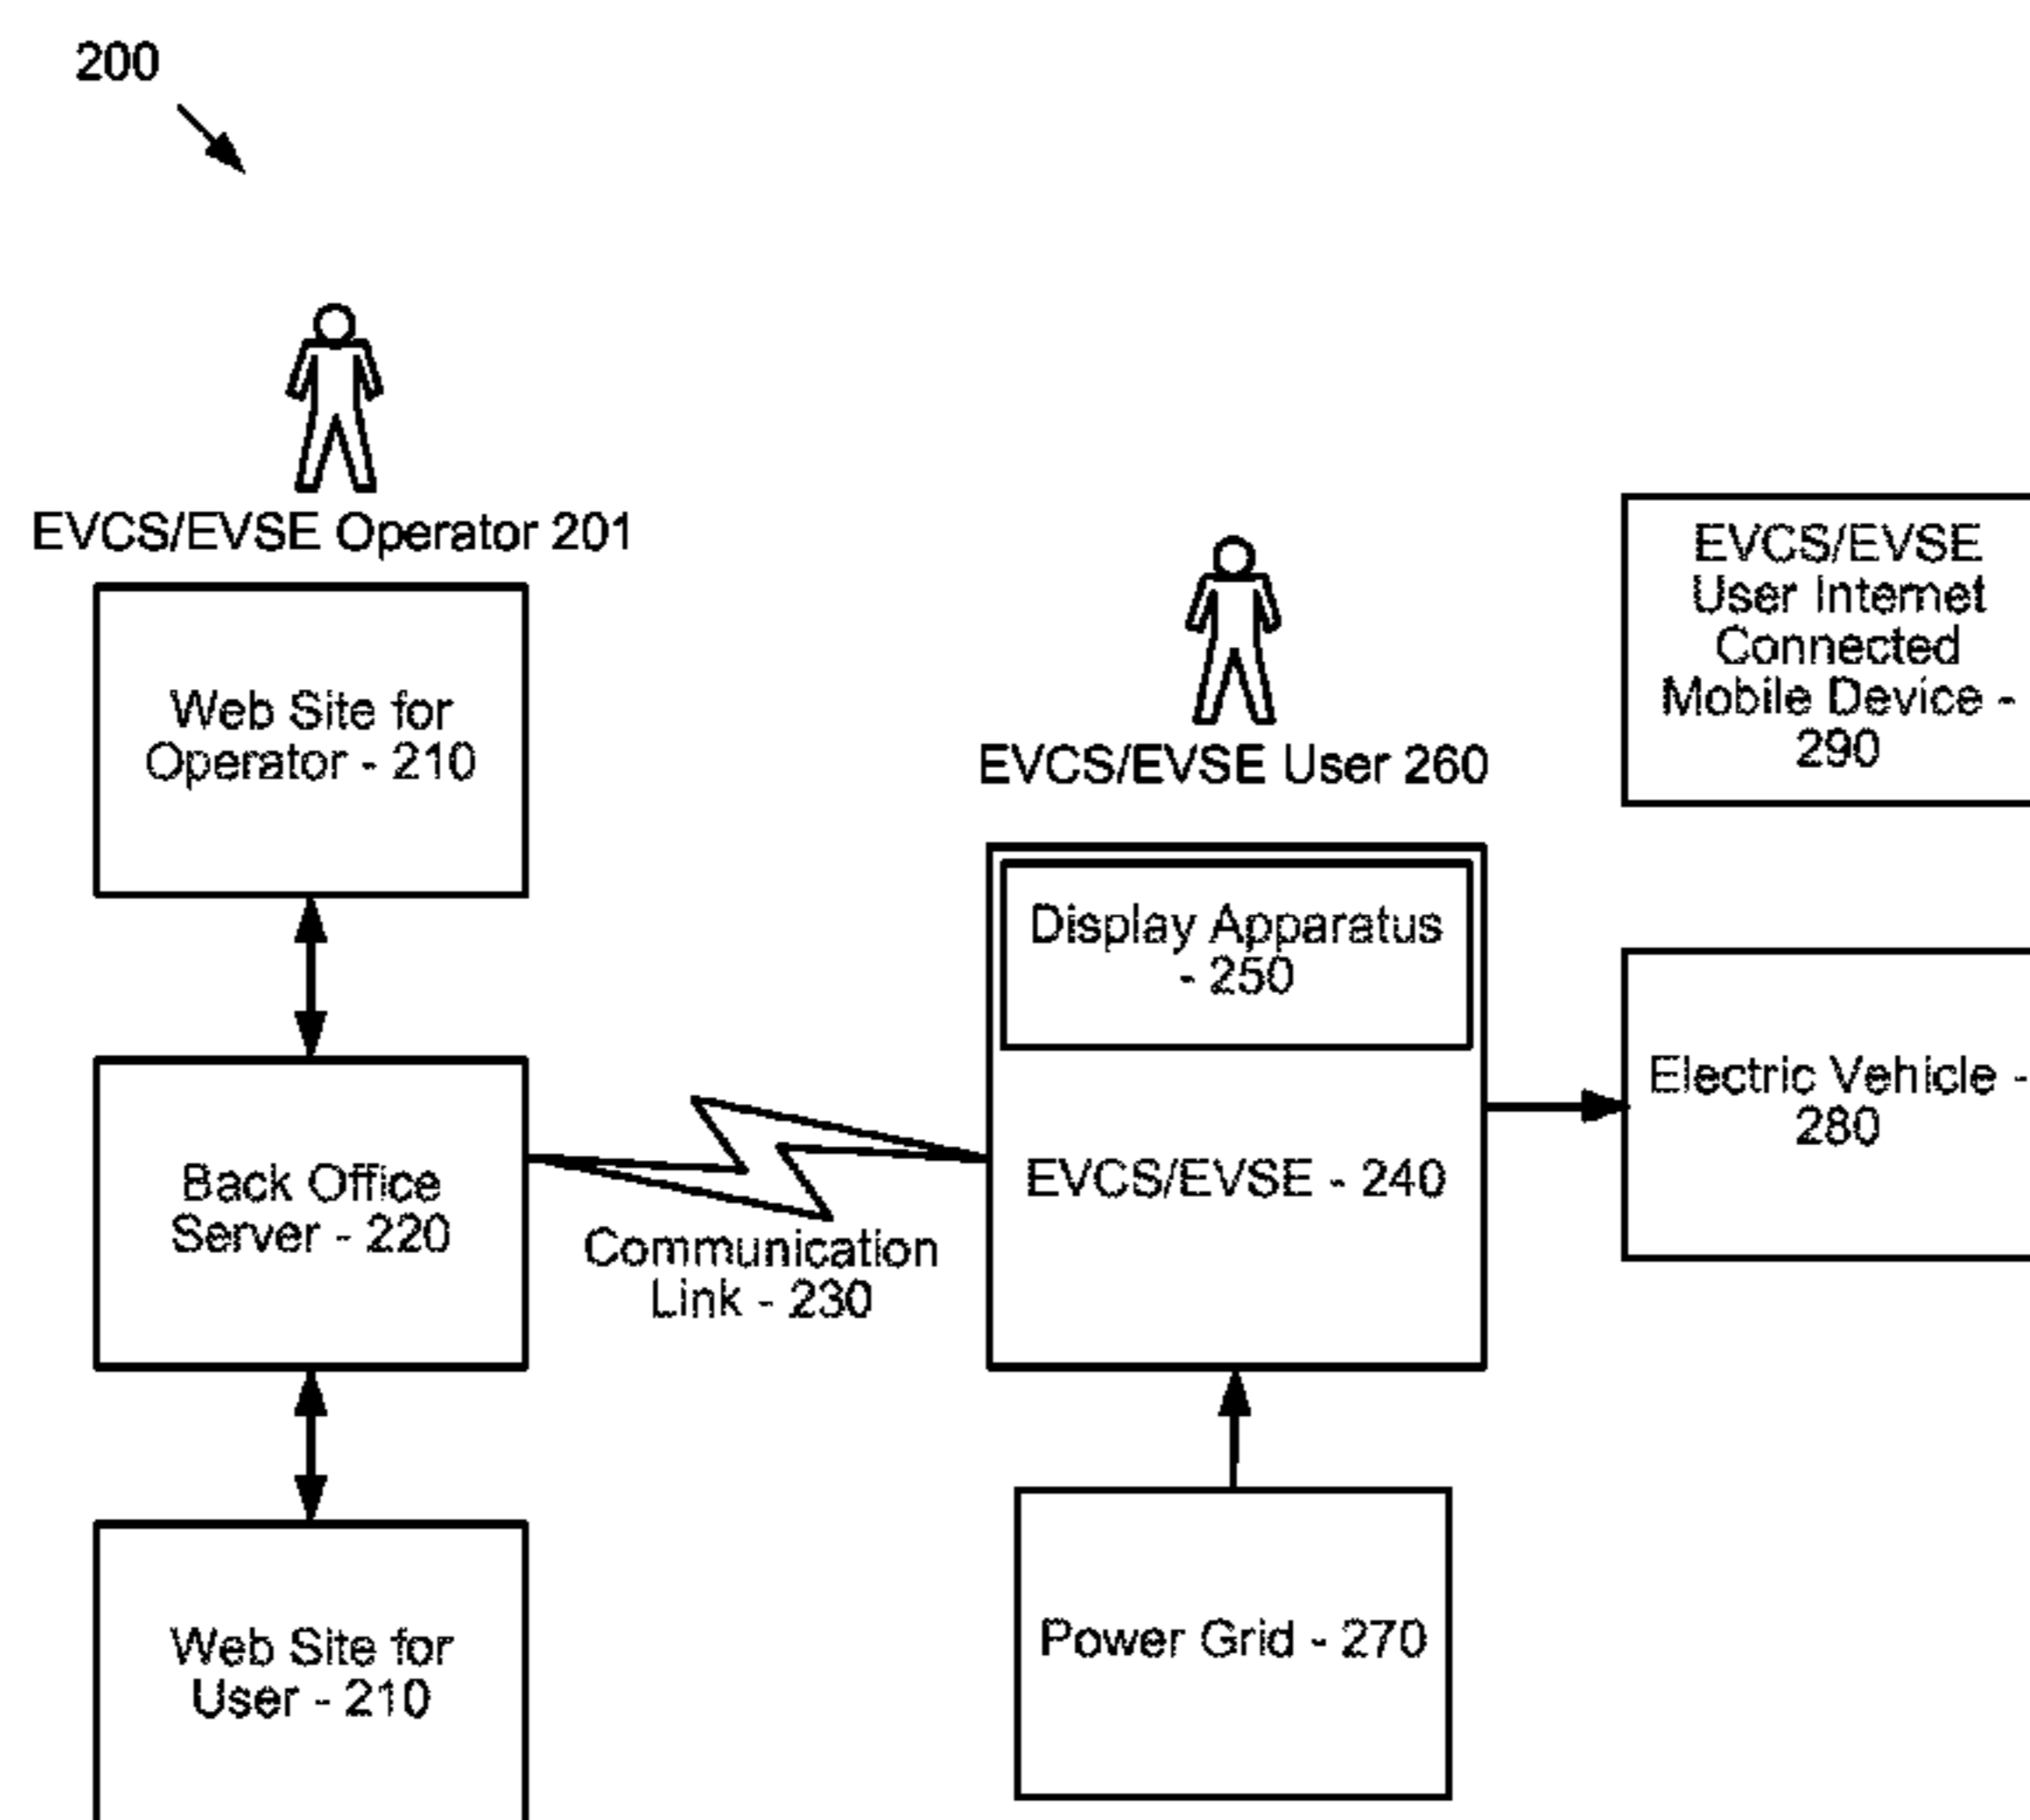 200
EVCS/EVSE Operator 201
Web Site for
Operator - 210
EVCS/EVSE User 260
EVCS/EVSE
User Internet
Connected
Mobile Device -
290
Display Apparatus
- 250
EVCS/EVSE - 240
Electric Vehicle -
280
Back Office
Server - 220
Communication
Link - 230
Web Site for
User - 210
Power Grid - 270